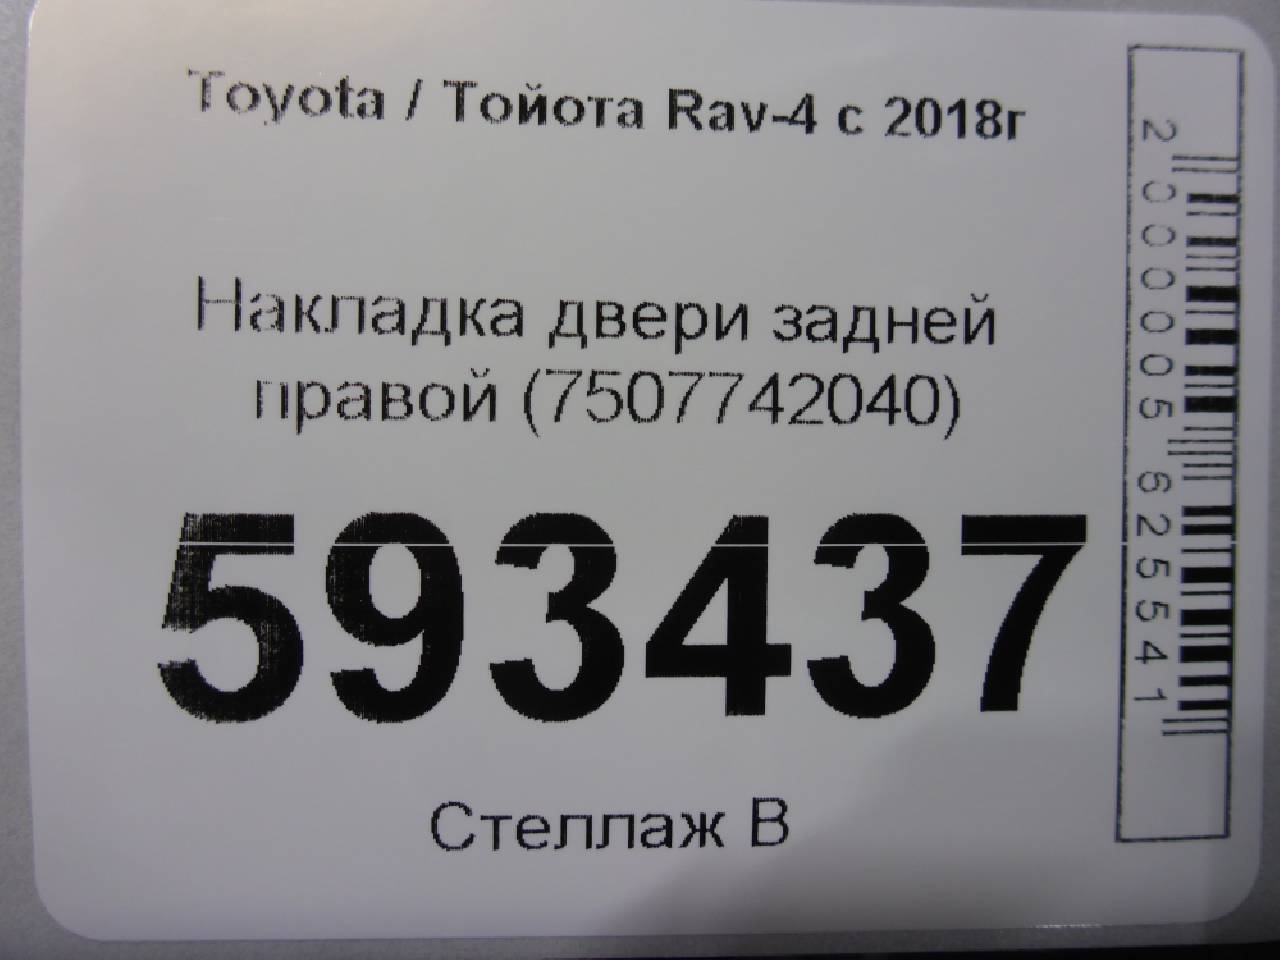 Toyota / Тойота Rav-4 с 2018г
Накладка двери задней
правой (7507742040)
593437
Стеллаж В
2000005625541